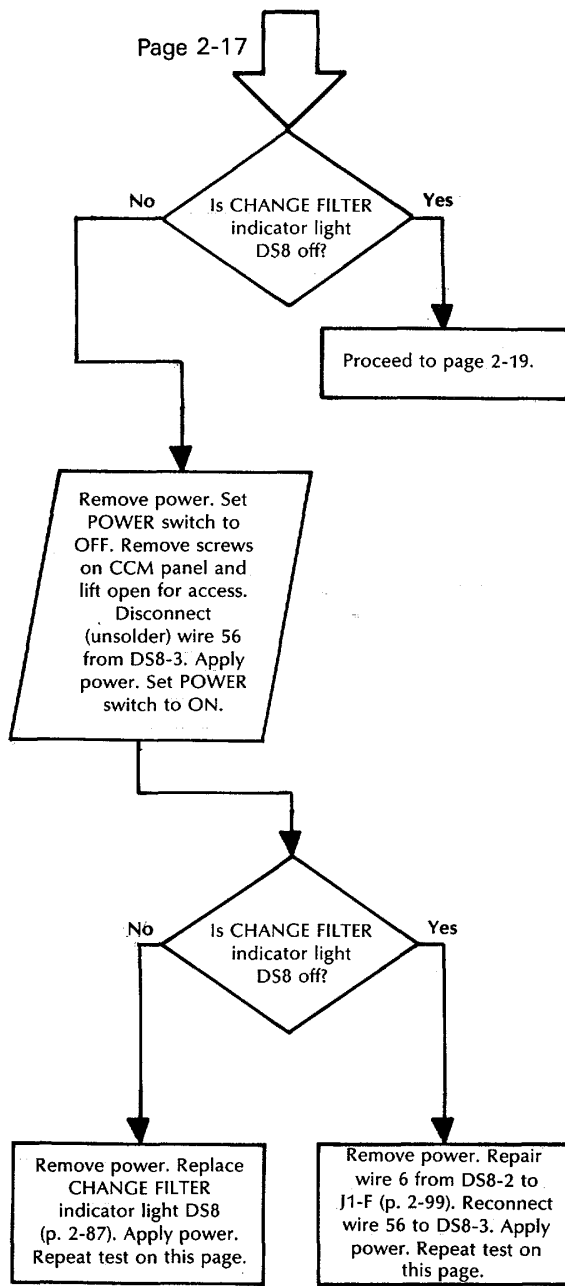 Page 2-17
Is CHANGE FILTER
indicator light
DS8 off?
No
Yes
Proceed to page 2-19.
Remove power. Set
POWER switch to
OFF. Remove screws
on CCM panel and
lift open for access.
Disconnect
(unsolder) wire 56
from DS8-3. Apply
power. Set POWER
switch to ON.
Is CHANGE FILTER
indicator light
DS8 off?
No
Yes
Remove power. Replace
CHANGE FILTER
indicator light DS8
(p. 2-87). Apply power.
Repeat test on this page.
Remove power. Repair
wire 6 from DS8-2 to
J1-F (p. 2-99). Reconnect
wire 56 to DS8-3. Apply
power. Repeat test on
this page.